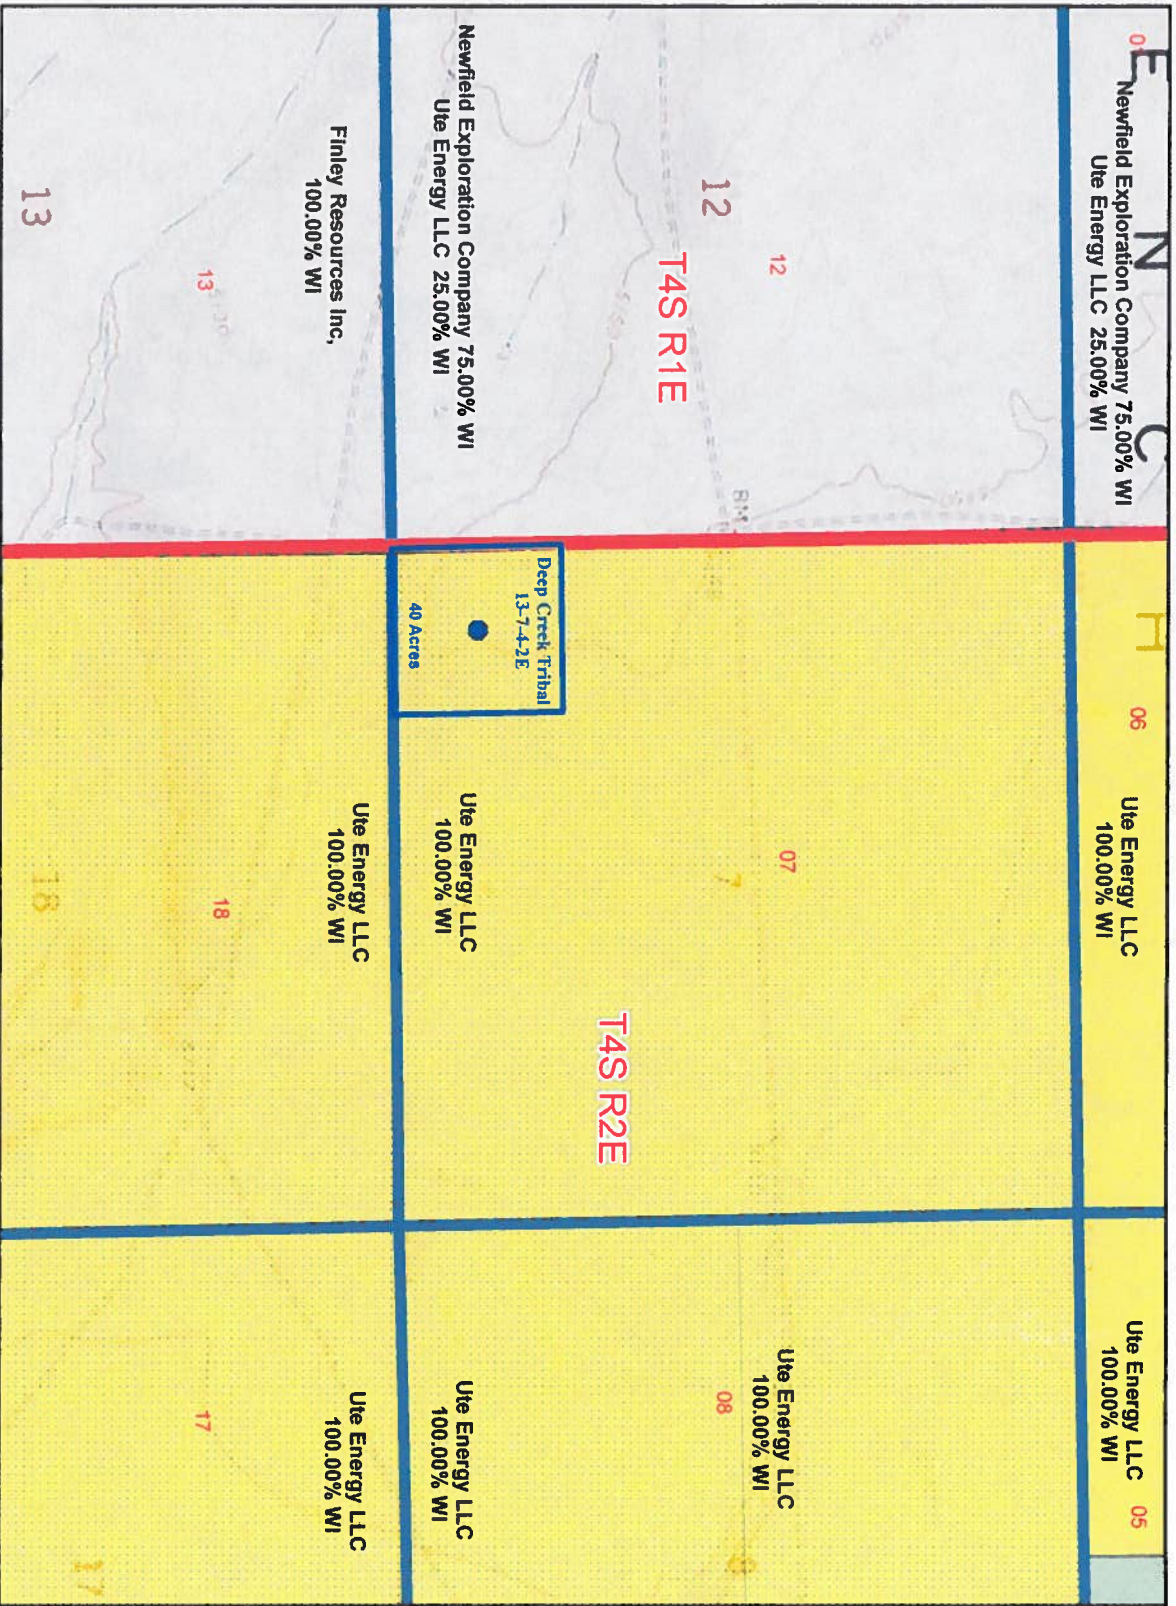 E N C H
01
Newfield Exploration Company 75.00% WI
Ute Energy LLC 25.00% WI
06
Ute Energy LLC
100.00% WI
Ute Energy LLC
100.00% WI
05
12
12
T4S R1E
BM
07
7
T4S R2E
Ute Energy LLC
100.00% WI
08
Deep Creek Tribal
13-7-4-2E
40 Acres
Newfield Exploration Company 75.00% WI
Ute Energy LLC 25.00% WI
Ute Energy LLC
100.00% WI
Ute Energy LLC
100.00% WI
Finley Resources Inc,
100.00% WI
Ute Energy LLC
100.00% WI
Ute Energy LLC
100.00% WI
13
18
17
13
18
17